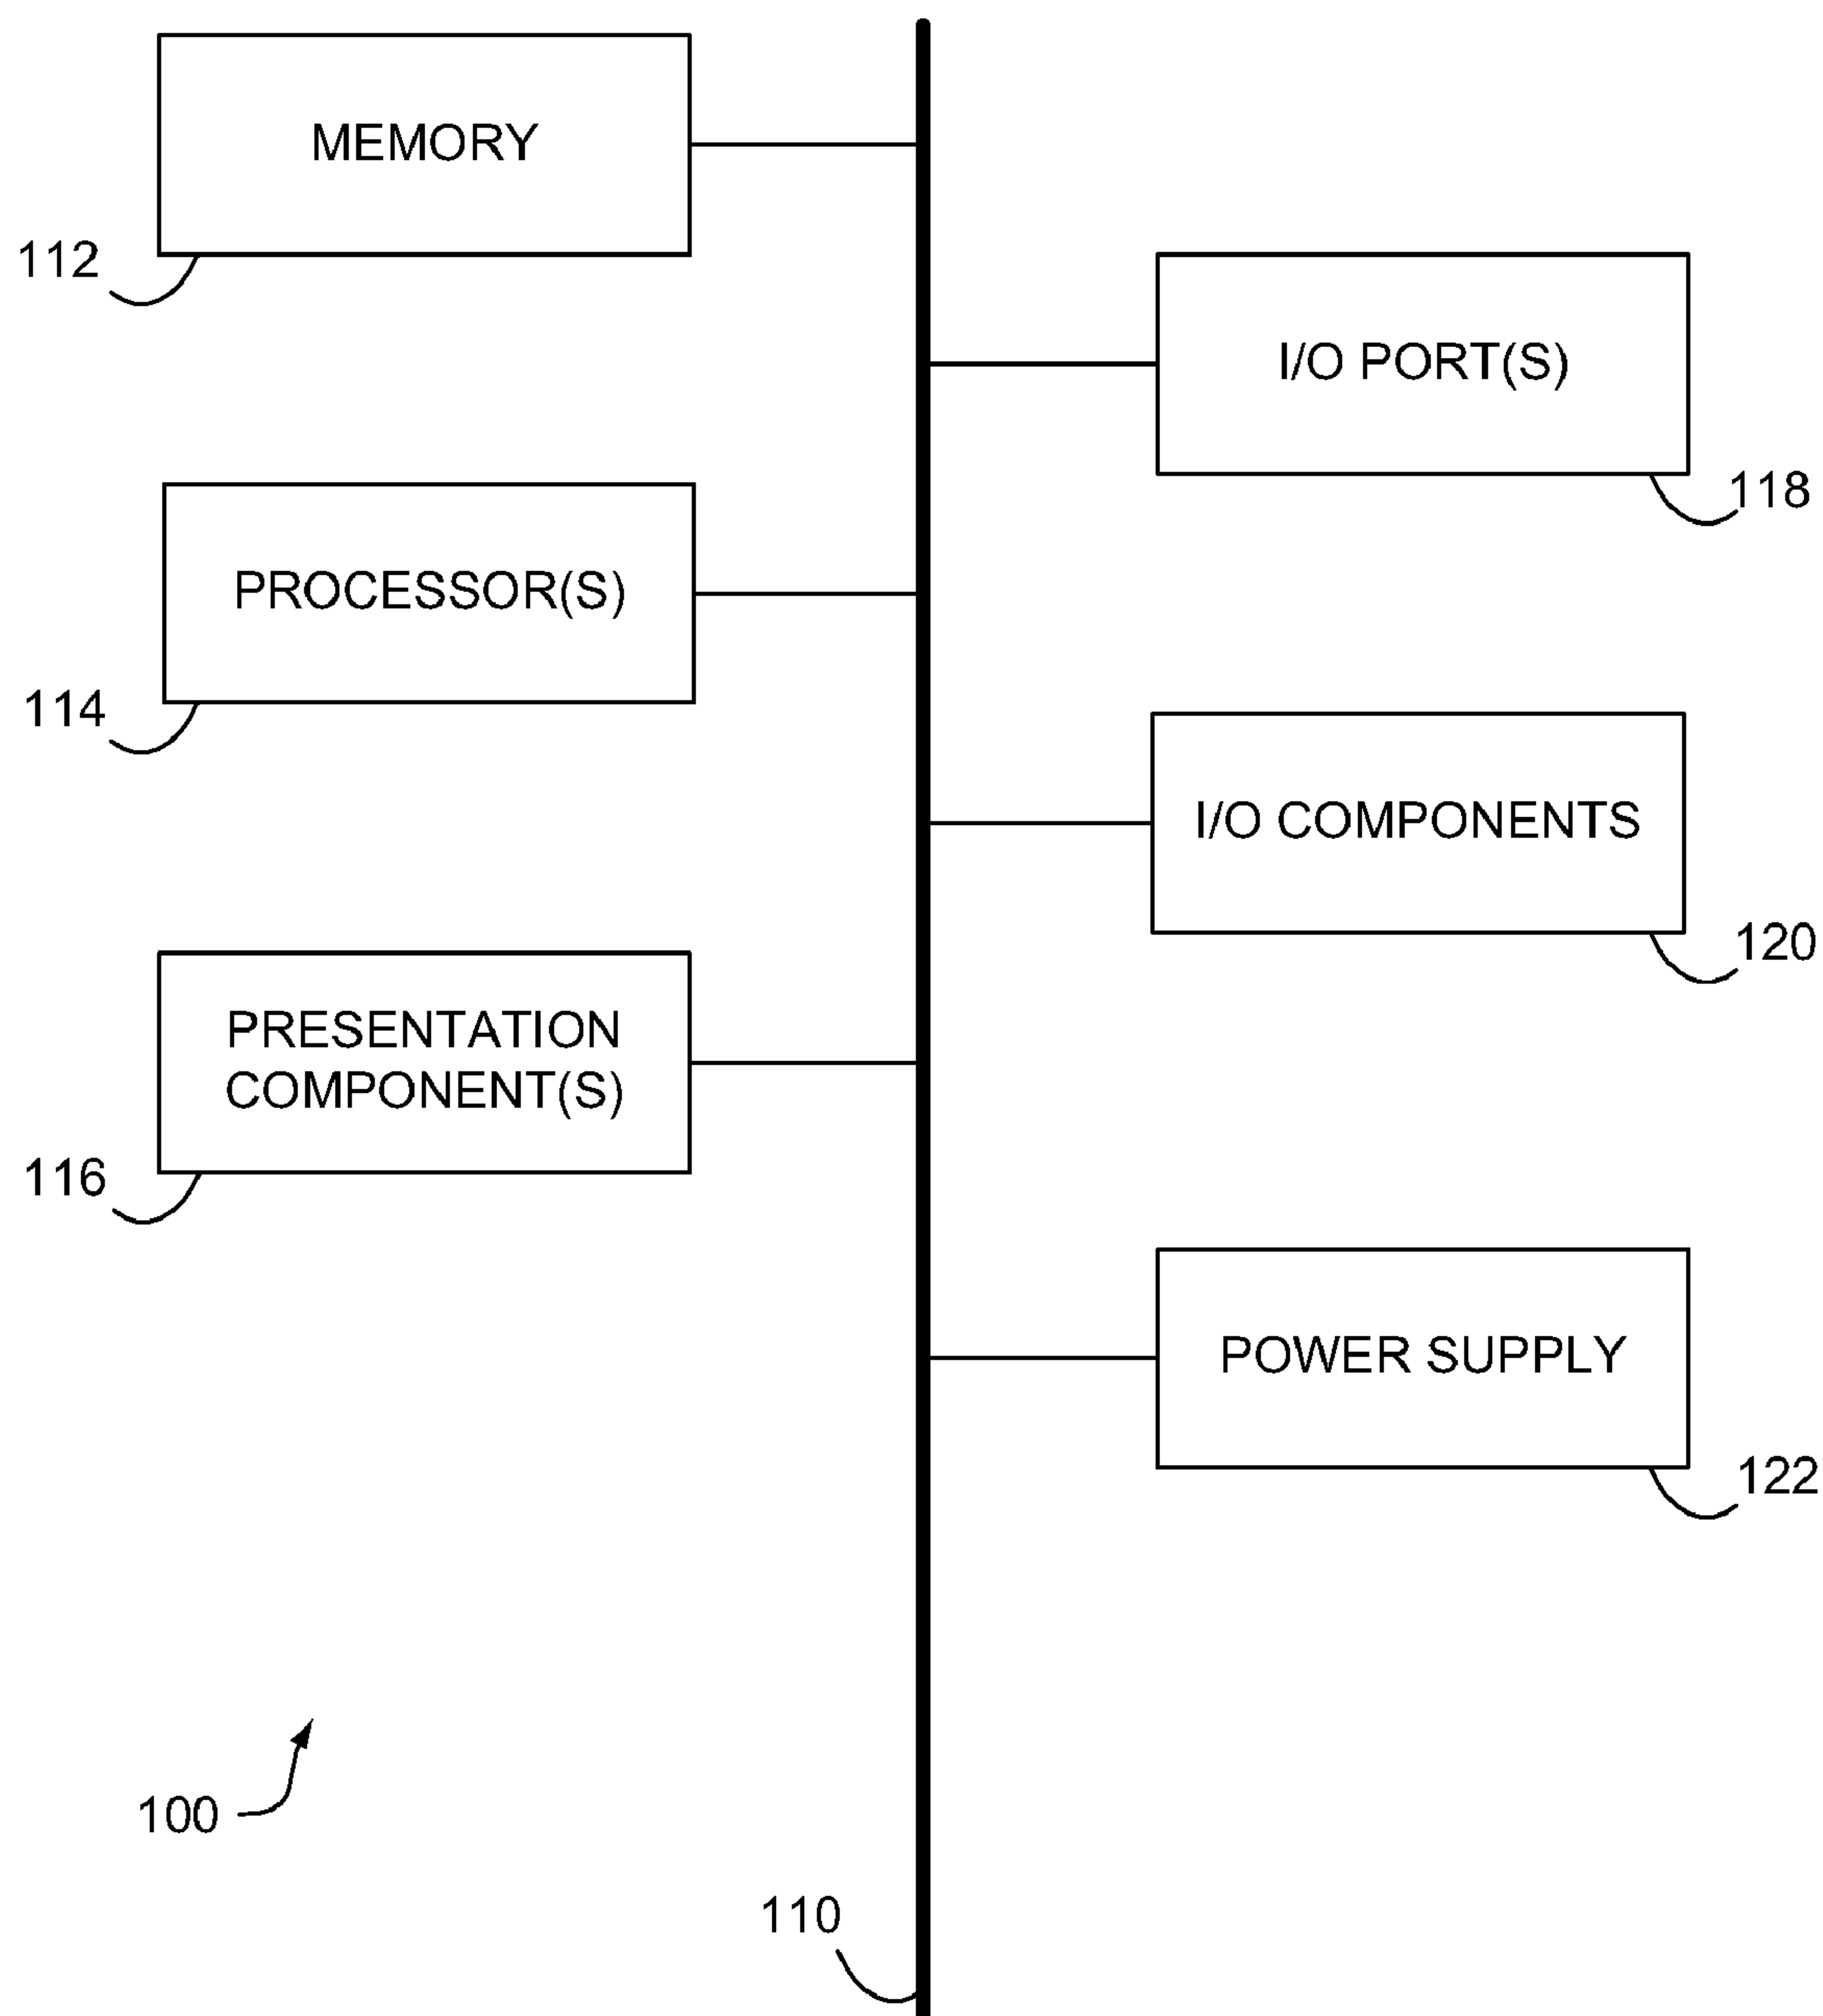 MEMORY
112
I/O PORT(S)
118
PROCESSOR(S)
114
I/O COMPONENTS
120
PRESENTATION
COMPONENT(S)
116
POWER SUPPLY
122
100
110